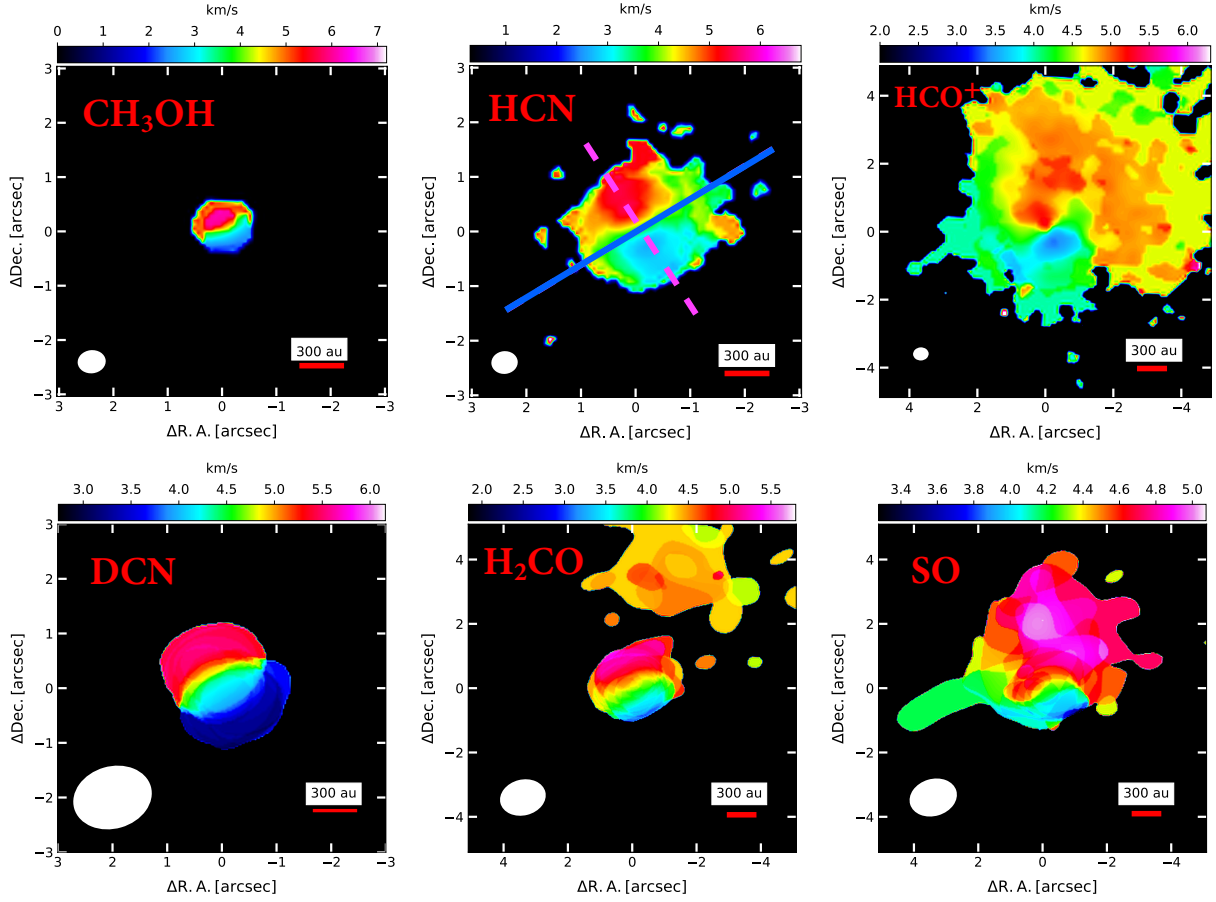 km/s km/s km/s
0 1 2 3 4 5 6 7 1 2 3 4 5 6 2.0 2.5 3.0 3.5 4.0 4.5 5.0 5.5 6.0
CH₃OH HCN HCO⁺
ΔDec. [arcsec] ΔDec. [arcsec] ΔDec. [arcsec]
3 3 4
2 2 2
1 1 0
0 0 −2
−1 −1 −4
−2 −2
−3 −3
300 au 300 au 300 au
3 2 1 0 −1 −2 −3 3 2 1 0 −1 −2 −3 4 2 0 −2 −4
ΔR. A. [arcsec] ΔR. A. [arcsec] ΔR. A. [arcsec]
km/s km/s km/s
3.0 3.5 4.0 4.5 5.0 5.5 6.0 2.0 2.5 3.0 3.5 4.0 4.5 5.0 5.5 3.4 3.6 3.8 4.0 4.2 4.4 4.6 4.8 5.0
DCN H₂CO SO
ΔDec. [arcsec] ΔDec. [arcsec] ΔDec. [arcsec]
3 4 4
2 2 2
1 0 0
0 −2 −2
−1 −4 −4
−2
−3
300 au 300 au 300 au
3 2 1 0 −1 −2 −3 4 2 0 −2 −4 4 2 0 −2 −4
ΔR. A. [arcsec] ΔR. A. [arcsec] ΔR. A. [arcsec]